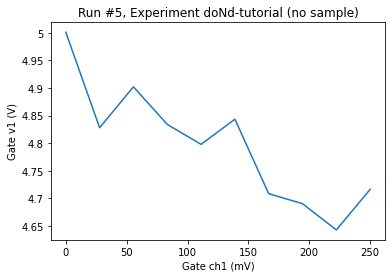 Run #5, Experiment doNd-tutorial (no sample)
5
4.95
4.9
4.85
4.8
4.75
4.7
4.65
Gate v1 (V)
0 50 100 150 200 250
Gate ch1 (mV)